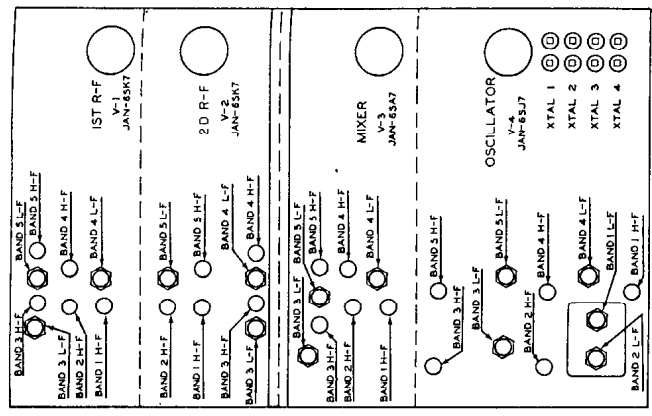 1ST R-F
V-1
JAN-6SK7
BAND 5 L-F
BAND 5 H-F
BAND 4 H-F
BAND 4 L-F
BAND 3 H-F
BAND 3 L-F
BAND 2 H-F
BAND 1 H-F
2D R-F
V-2
JAN-6SK7
BAND 5 L-F
BAND 5 H-F
BAND 4 L-F
BAND 4 H-F
BAND 2 H-F
BAND 1 H-F
BAND 3 H-F
BAND 3 L-F
MIXER
V-3
JAN-6SA7
BAND 5 L-F
BAND 5 H-F
BAND 4 H-F
BAND 4 L-F
BAND 3 L-F
BAND 3 H-F
BAND 2 H-F
BAND 1 H-F
OSCILLATOR
V-4
JAN-6SJ7
XTAL 1
XTAL 2
XTAL 3
XTAL 4
BAND 5 H-F
BAND 5 L-F
BAND 4 H-F
BAND 4 L-F
BAND 1 L-F
BAND 1 H-F
BAND 3 H-F
BAND 3 L-F
BAND 2 H-F
BAND 2 L-F